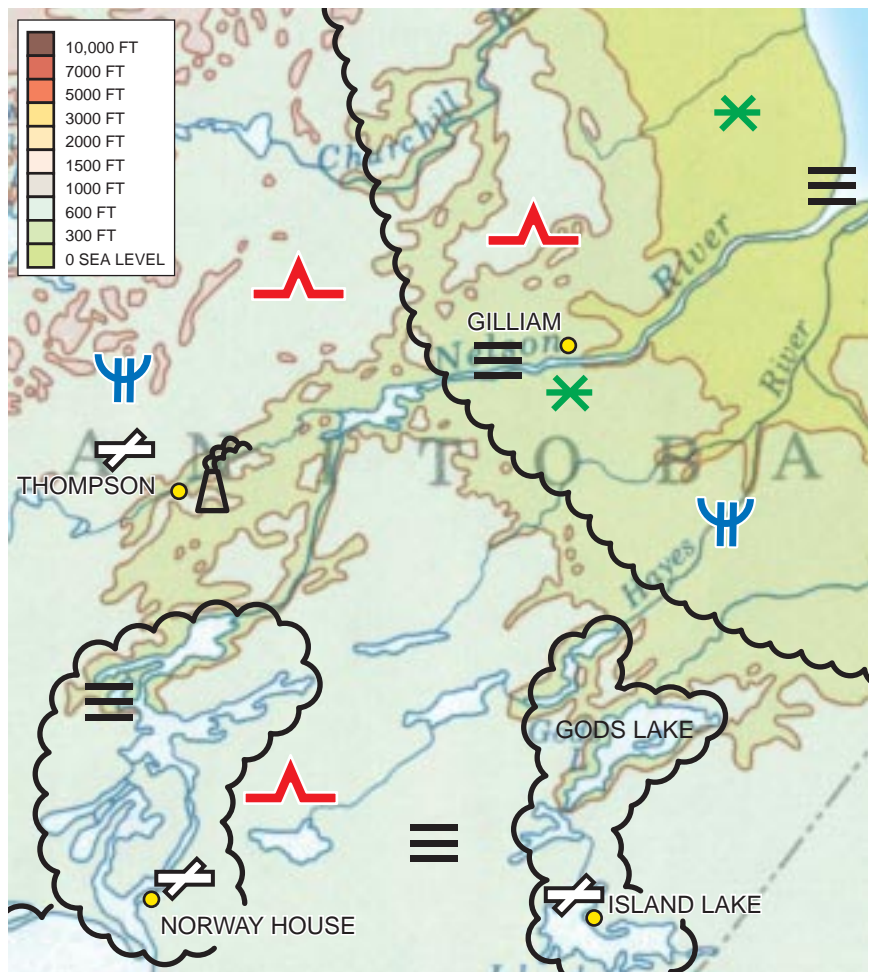 10,000 FT
7000 FT
5000 FT
3000 FT
2000 FT
1500 FT
1000 FT
600 FT
300 FT
0 SEA LEVEL
Churchill
River
GILLIAM
Nelson
River
A N I T O B A
THOMPSON
Hayes
GODS LAKE
ISLAND LAKE
NORWAY HOUSE